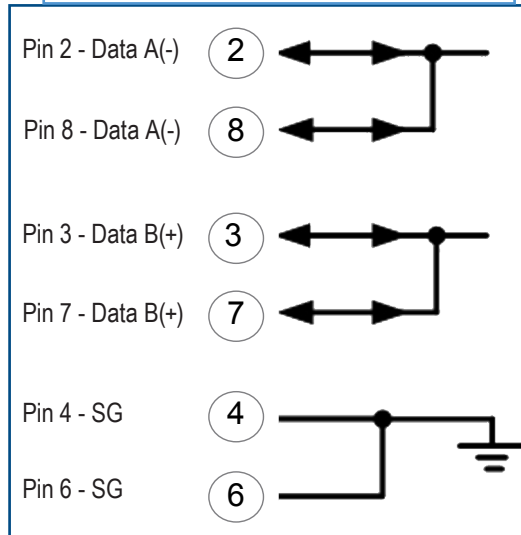 Pin 2 - Data A(-) 2
Pin 8 - Data A(-) 8
Pin 3 - Data B(+) 3
Pin 7 - Data B(+) 7
Pin 4 - SG 4
Pin 6 - SG 6